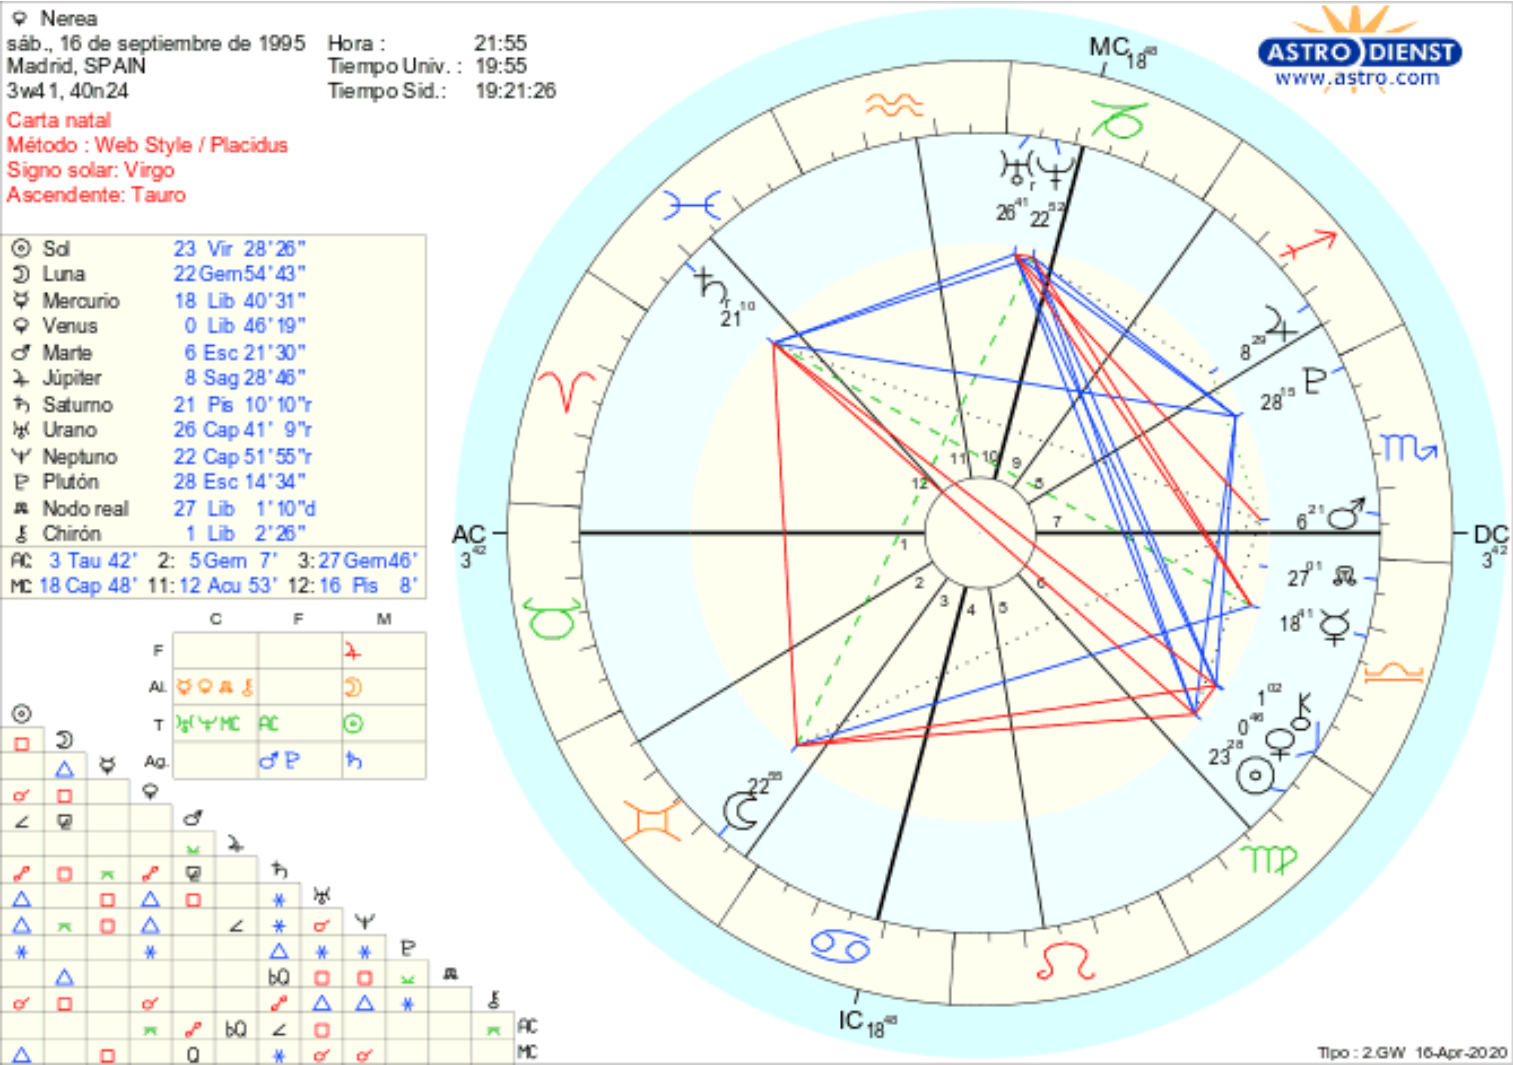 ♀ Nerea
sáb., 16 de septiembre de 1995 Hora : 21:55
Madrid, SPAIN Tiempo Univ. : 19:55
3w41, 40n24 Tiempo Sid.: 19:21:26
Carta natal
Método : Web Style / Placidus
Signo solar: Virgo
Ascendente: Tauro
ASTRO DIENST
www.astro.com
Sol 23 Vir 28'26"
Luna 22 Gem 54'43"
Mercurio 18 Lib 40'31"
Venus 0 Lib 46'19"
Marte 6 Esc 21'30"
Júpiter 8 Sag 28'46"
Saturno 21 Pis 10'10"r
Urano 26 Cap 41' 9"r
Neptuno 22 Cap 51'55"r
Plutón 28 Esc 14'34"
Nodo real 27 Lib 1'10"d
Chirón 1 Lib 2'26"
AC 3 Tau 42' 2: 5 Gem 7' 3: 27 Gem 46'
MC 18 Cap 48' 11: 12 Acu 53' 12: 16 Pis 8'
C F M
F
Al.
T MC AC
Ag.
bQ
bQ AC
Q MC
MC 18 48
26 41 r 22 52
21 r 10
8 29
28 15
AC 3 42
6 21
DC 3 42
27 01
18 41
1 02
0 46
23 28
22 55
IC 18 48
1
2
3
4
5
6
7
8
9
10
11
12
Tipo : 2.GW 16-Apr-2020